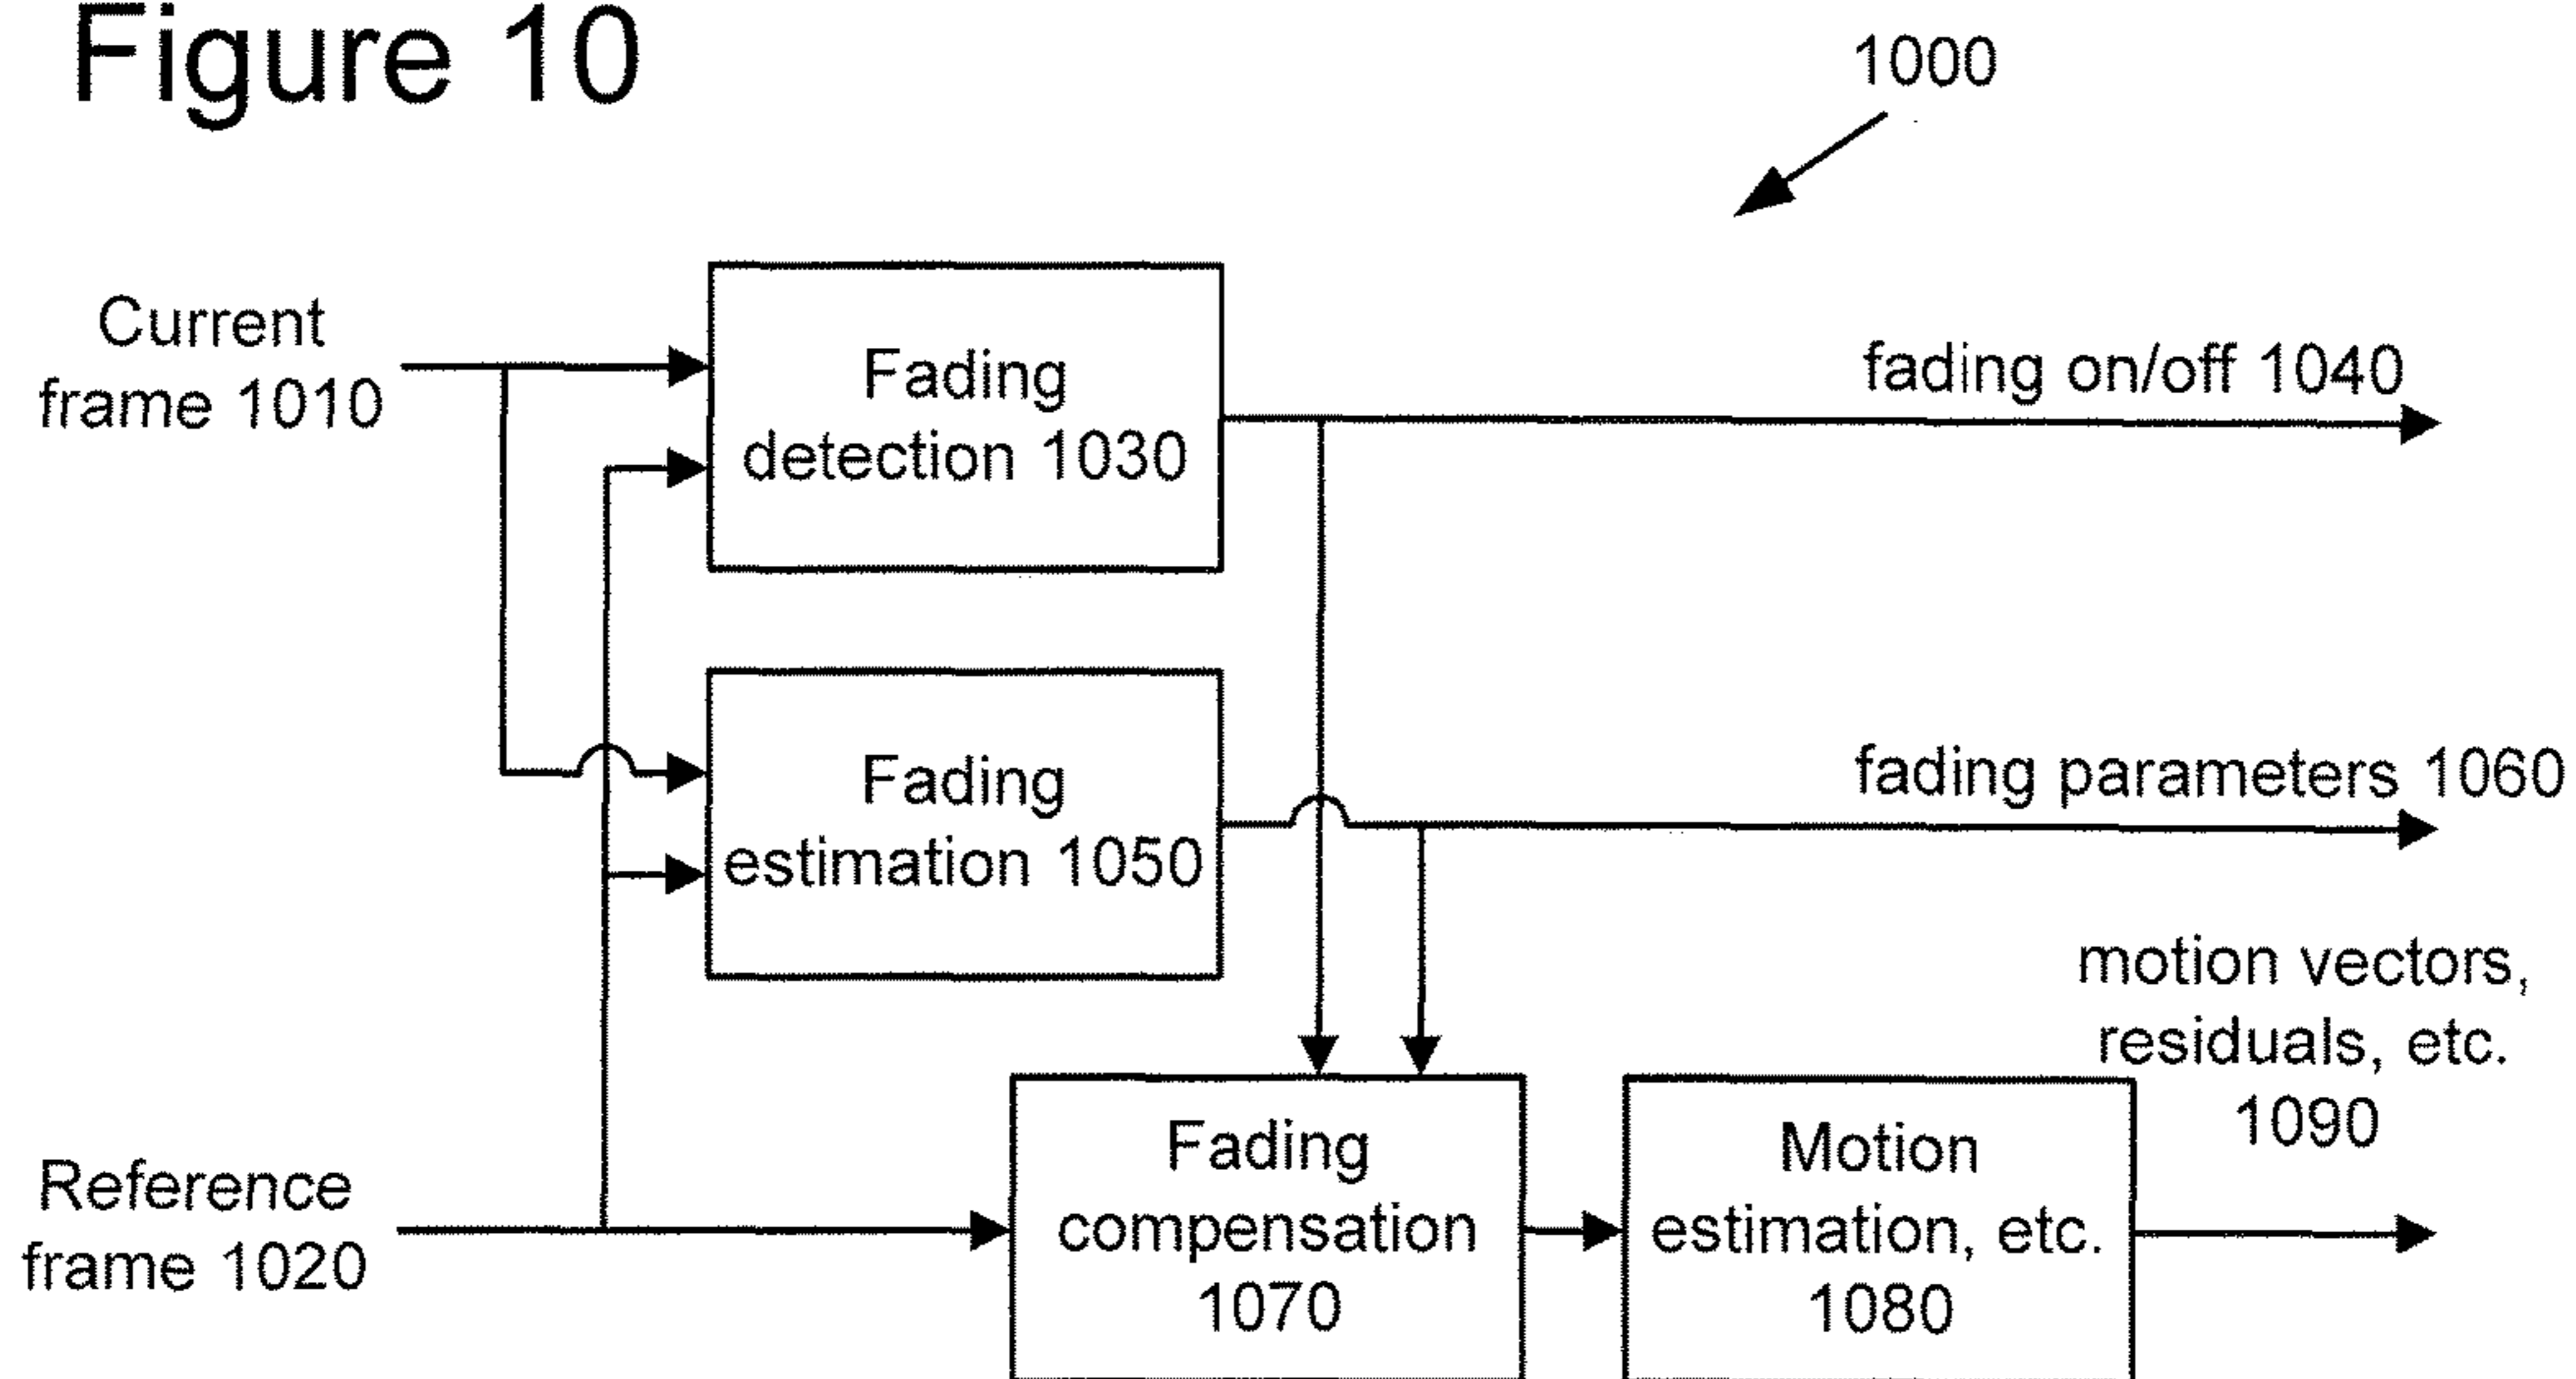 Figure 10
1000
Current
frame 1010
Fading
detection 1030
fading on/off 1040
Fading
estimation 1050
fading parameters 1060
motion vectors,
residuals, etc.
1090
Reference
frame 1020
Fading
compensation
1070
Motion
estimation, etc.
1080